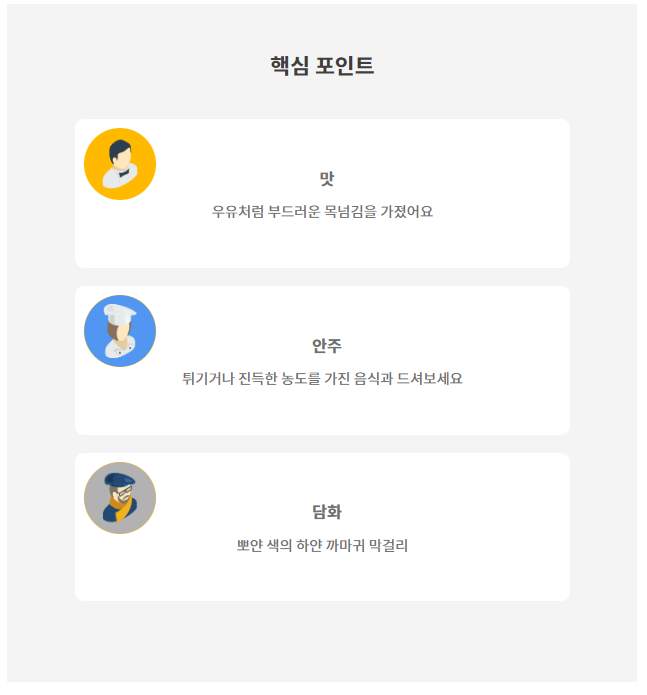 핵심 포인트
맛
우유처럼 부드러운 목넘김을 가졌어요
안주
튀기거나 진득한 농도를 가진 음식과 드셔보세요
담화
뽀얀 색의 하얀 까마귀 막걸리